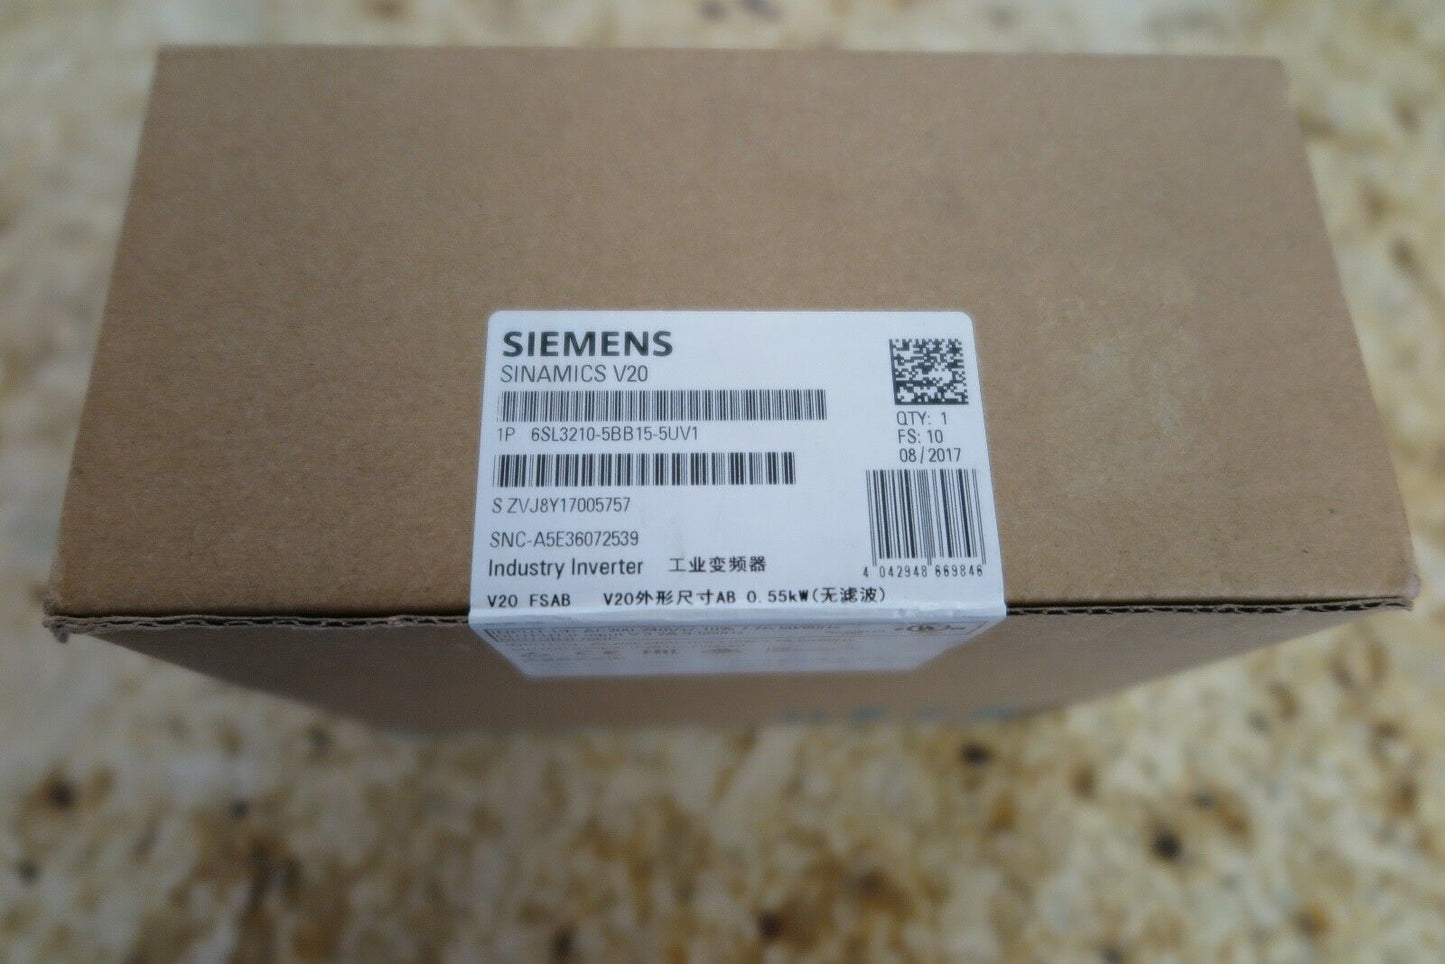 SIEMENS
SINAMICS V20
1P 6SL3210-5BB15-5UV1
S ZVJ8Y17005757
SNC-A5E36072539
Industry Inverter 工业变频器
V20 FSAB V20外形尺寸AB 0.55kW(无滤波)
QTY: 1
FS: 10
08/2017
4 042948 669846